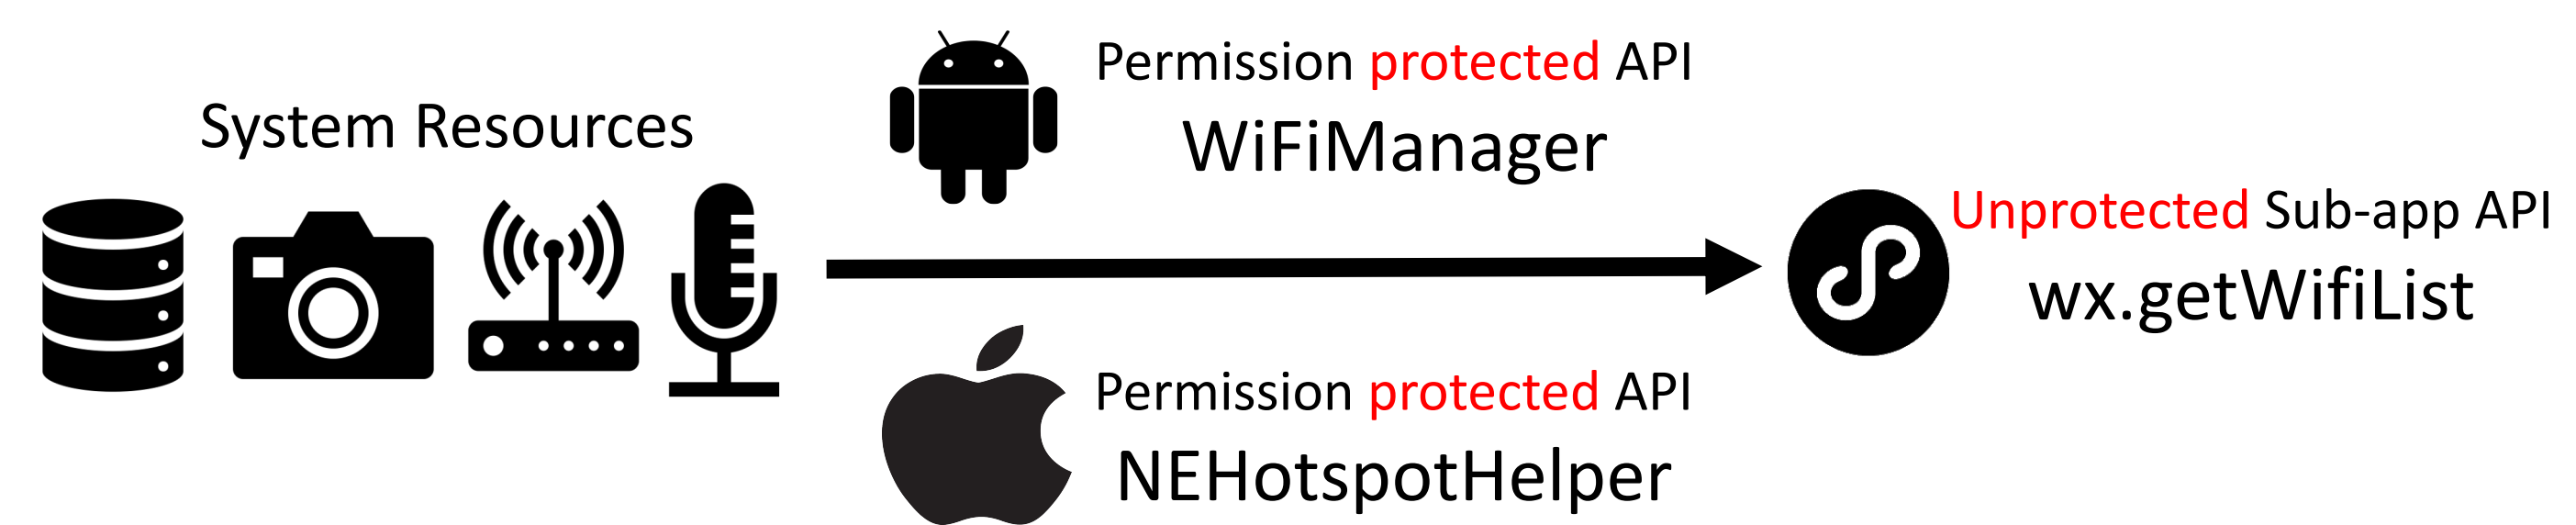 System Resources
Permission protected API
WiFiManager
Permission protected API
NEHotspotHelper
Unprotected Sub-app API
wx.getWifiList